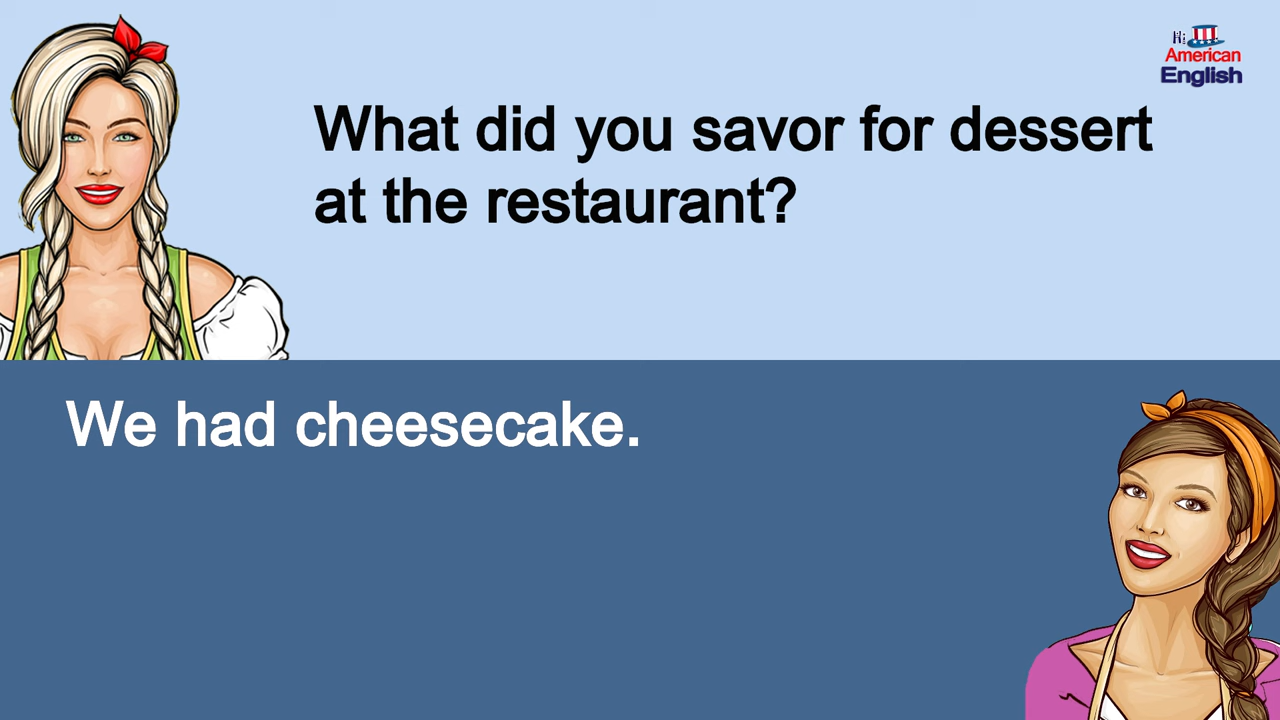 Hi
American
English
What did you savor for dessert
at the restaurant?
We had cheesecake.